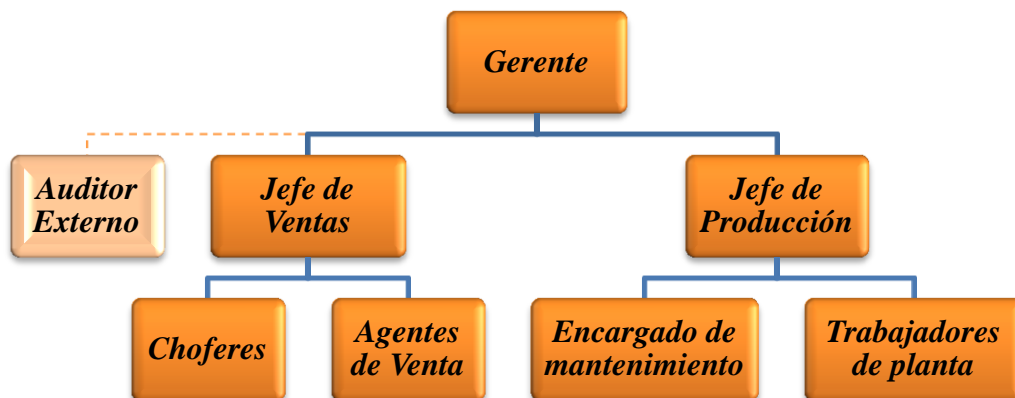 Gerente
Auditor
Externo
Jefe de
Ventas
Jefe de
Producción
Choferes
Agentes
de Venta
Encargado de
mantenimiento
Trabajadores
de planta